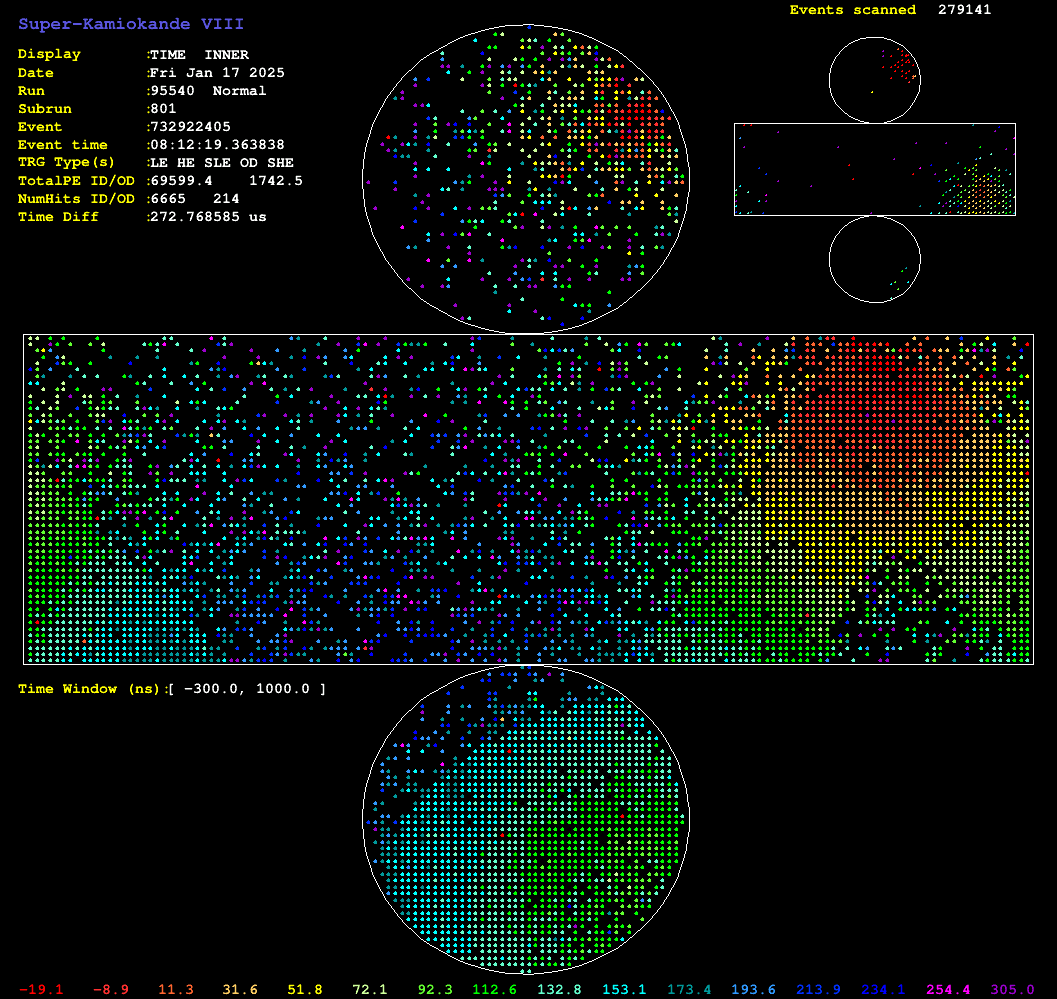 Super-Kamiokande VIII
Events scanned 279141
Display :TIME INNER
Date :Fri Jan 17 2025
Run :95540 Normal
Subrun :801
Event :732922405
Event time :08:12:19.363838
TRG Type(s) :LE HE SLE OD SHE
TotalPE ID/OD :69599.4 1742.5
NumHits ID/OD :6665 214
Time Diff :272.768585 us
Time Window (ns):[ -300.0, 1000.0 ]
-19.1 -8.9 11.3 31.6 51.8 72.1 92.3 112.6 132.8 153.1 173.4 193.6 213.9 234.1 254.4 305.0